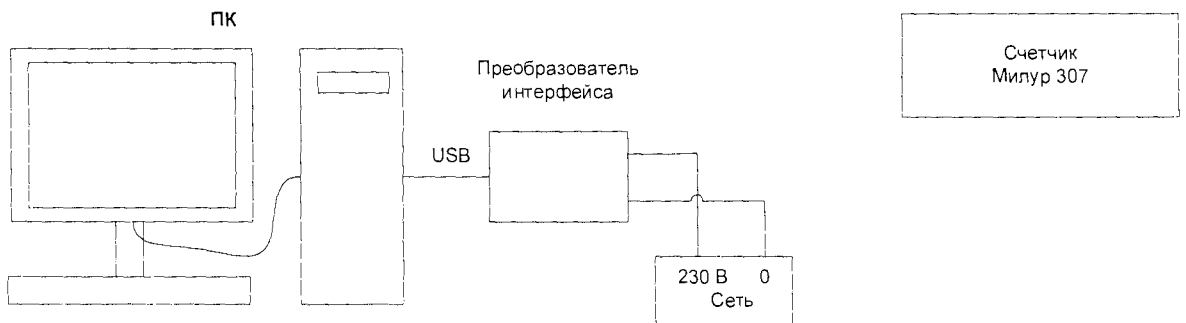 ПК
Счетчик
Милур 307
Преобразователь
интерфейса
USB
230 В 0
Сеть